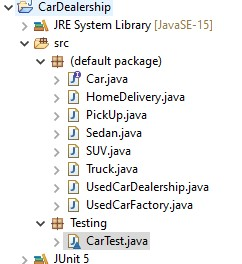 CarDealership
JRE System Library [JavaSE-15]
src
(default package)
Car.java
HomeDelivery.java
PickUp.java
Sedan.java
SUV.java
Truck.java
UsedCarDealership.java
UsedCarFactory.java
Testing
CarTest.java
JUnit 5